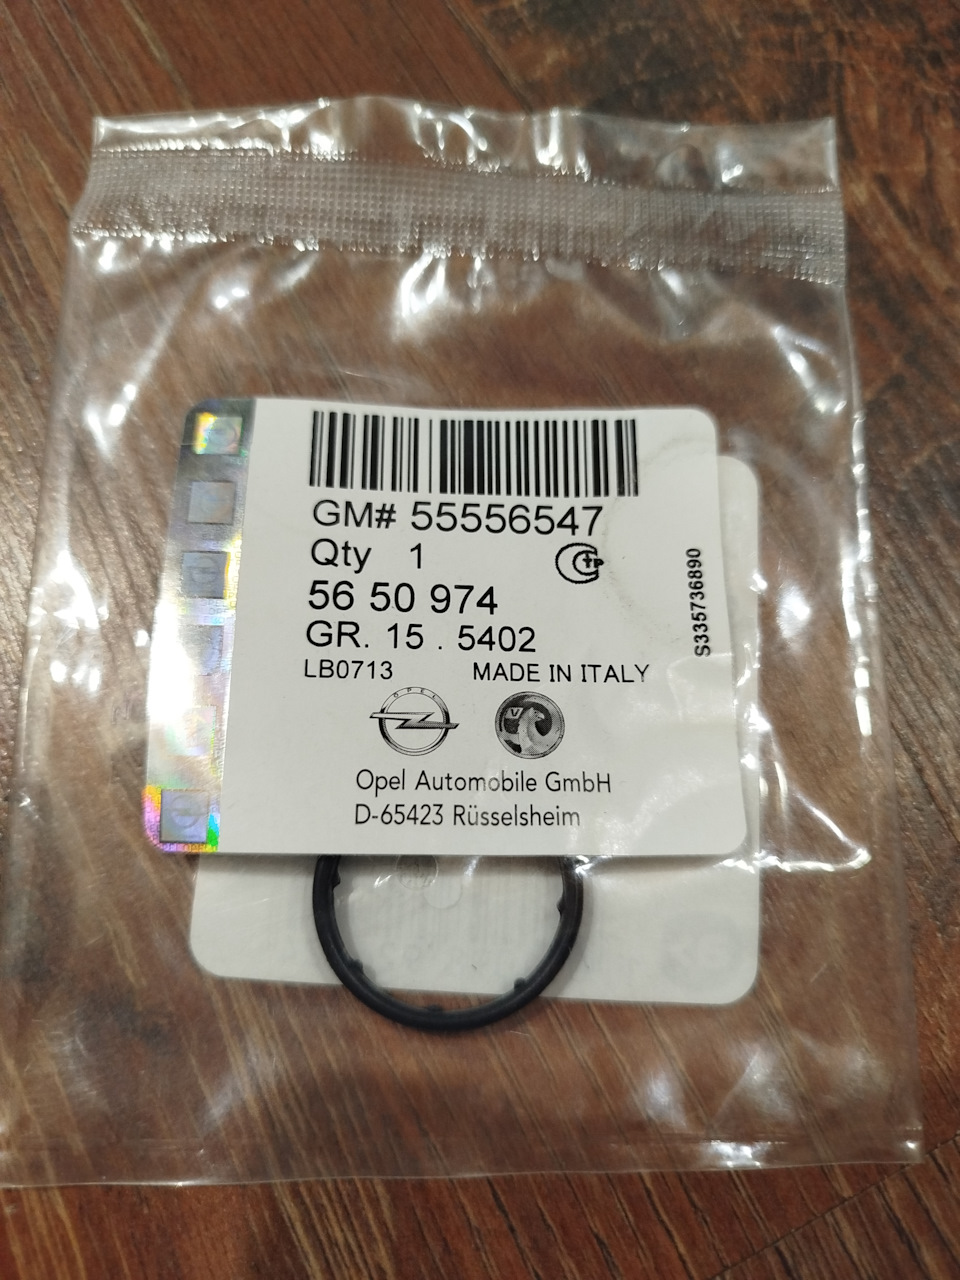 GM# 55556547
Qty 1
56 50 974
GR. 15 . 5402
LB0713 MADE IN ITALY
S335736890
OPEL
V
Opel Automobile GmbH
D-65423 Rüsselsheim